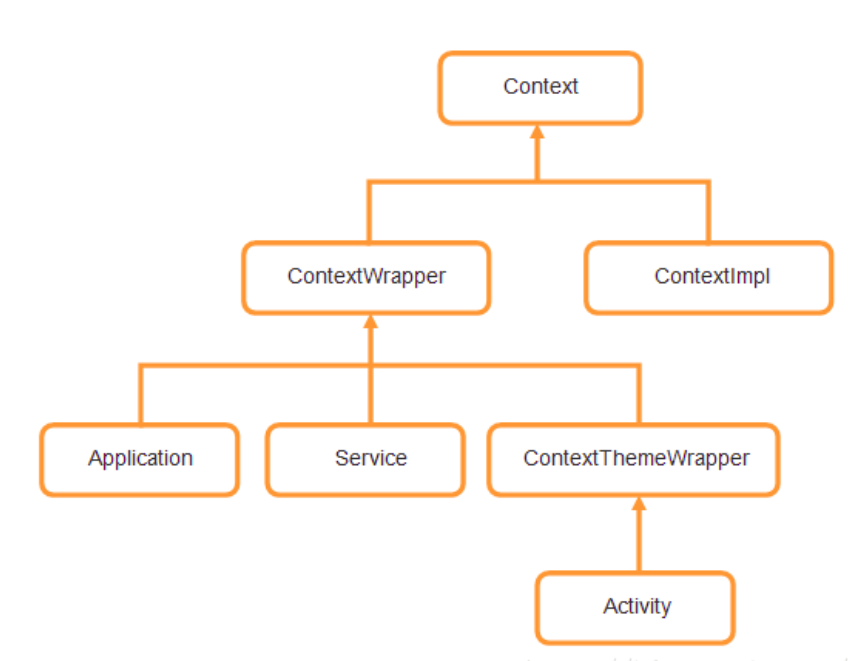 Context
ContextWrapper
ContextImpl
Application
Service
ContextThemeWrapper
Activity